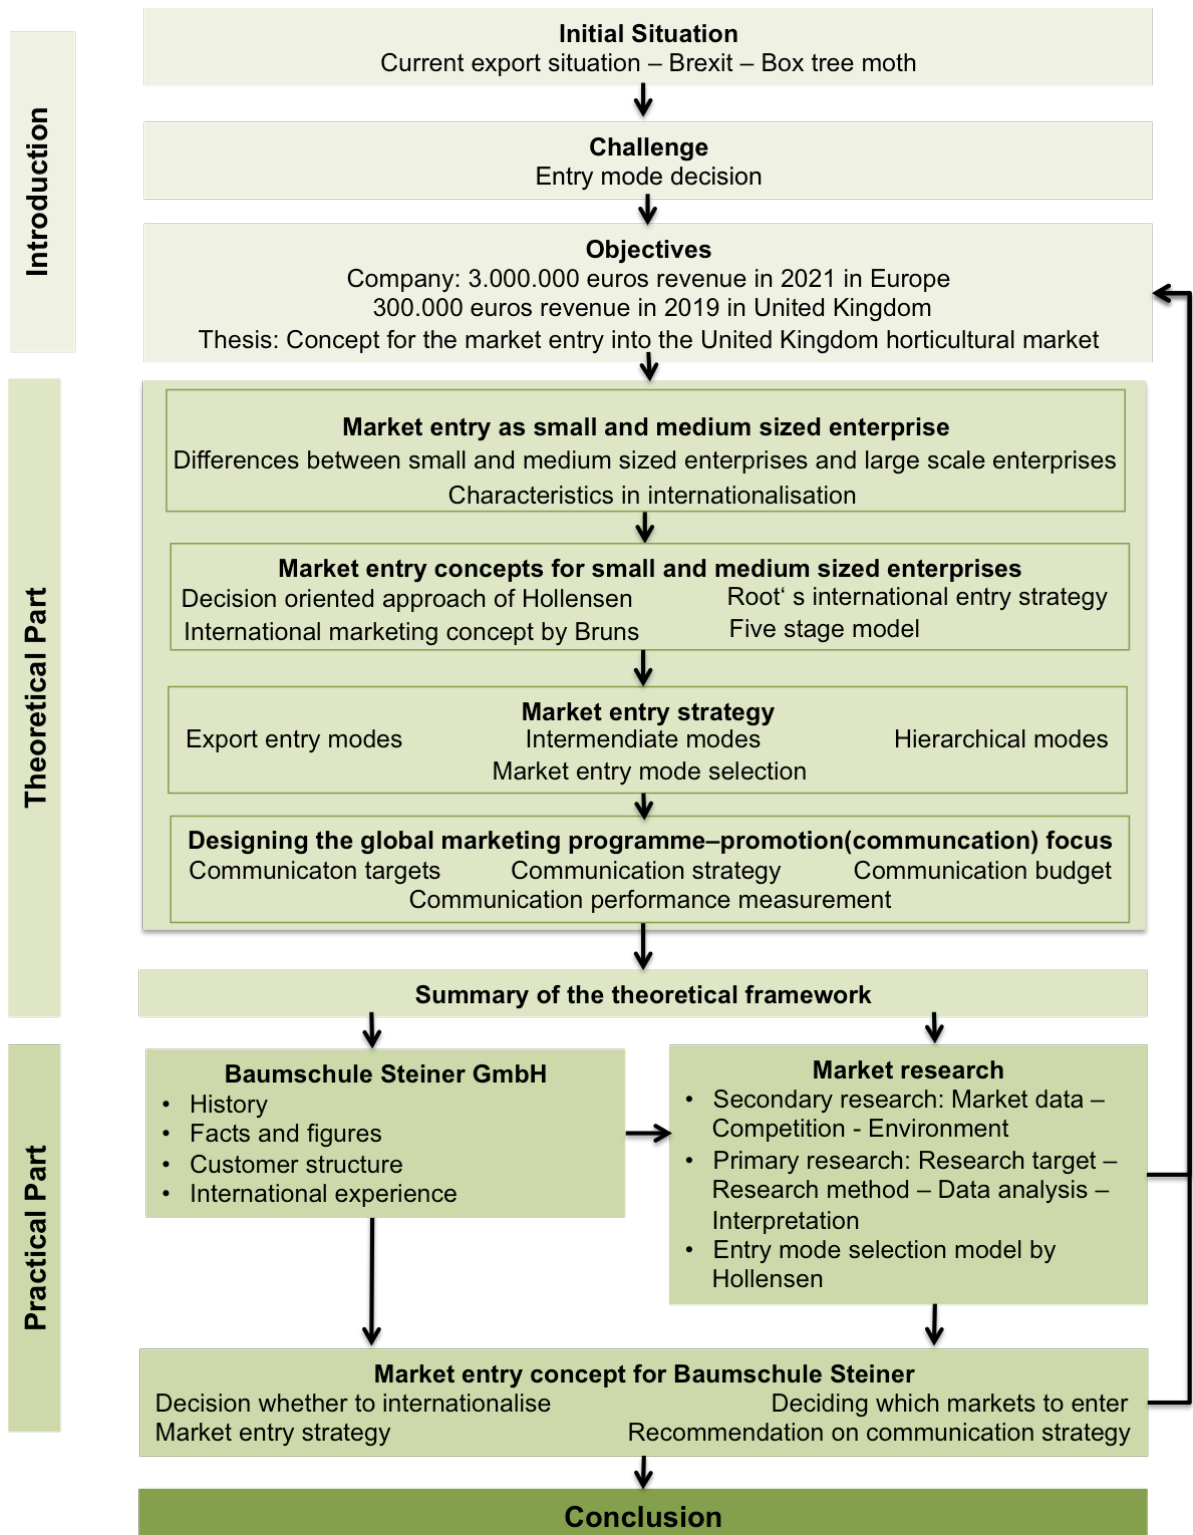 Introduction
Initial Situation
Current export situation – Brexit – Box tree moth
Challenge
Entry mode decision
Objectives
Company: 3.000.000 euros revenue in 2021 in Europe
300.000 euros revenue in 2019 in United Kingdom
Thesis: Concept for the market entry into the United Kingdom horticultural market
Theoretical Part
Market entry as small and medium sized enterprise
Differences between small and medium sized enterprises and large scale enterprises
Characteristics in internationalisation
Market entry concepts for small and medium sized enterprises
Decision oriented approach of Hollensen
Root‘ s international entry strategy
International marketing concept by Bruns
Five stage model
Market entry strategy
Export entry modes
Intermendiate modes
Hierarchical modes
Market entry mode selection
Designing the global marketing programme–promotion(communcation) focus
Communicaton targets
Communication strategy
Communication budget
Communication performance measurement
Summary of the theoretical framework
Practical Part
Baumschule Steiner GmbH
• History
• Facts and figures
• Customer structure
• International experience
Market research
• Secondary research: Market data –
Competition - Environment
• Primary research: Research target –
Research method – Data analysis –
Interpretation
• Entry mode selection model by
Hollensen
Market entry concept for Baumschule Steiner
Decision whether to internationalise
Deciding which markets to enter
Market entry strategy
Recommendation on communication strategy
Conclusion